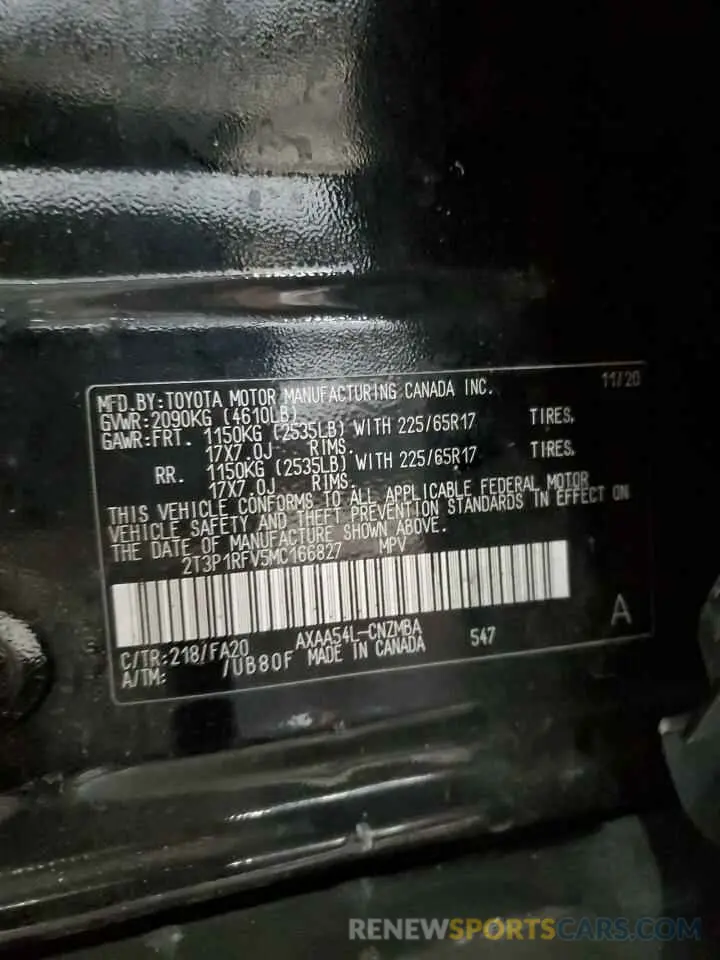 11/20
MFD.BY:TOYOTA MOTOR MANUFACTURING CANADA INC.
GVWR:2090KG (4610LB)
GAWR:FRT. 1150KG (2535LB) WITH 225/65R17 TIRES,
17X7.0J RIMS.
RR. 1150KG (2535LB) WITH 225/65R17 TIRES,
17X7.0J RIMS.
THIS VEHICLE CONFORMS TO ALL APPLICABLE FEDERAL MOTOR
VEHICLE SAFETY AND THEFT PREVENTION STANDARDS IN EFFECT ON
THE DATE OF MANUFACTURE SHOWN ABOVE.
2T3P1RFV5MC166827 MPV
C/TR:218/FA20 AXAA54L-CNZMBA 547 A
A/TM: /UB80F MADE IN CANADA
RENEWSPORTSCARS.COM